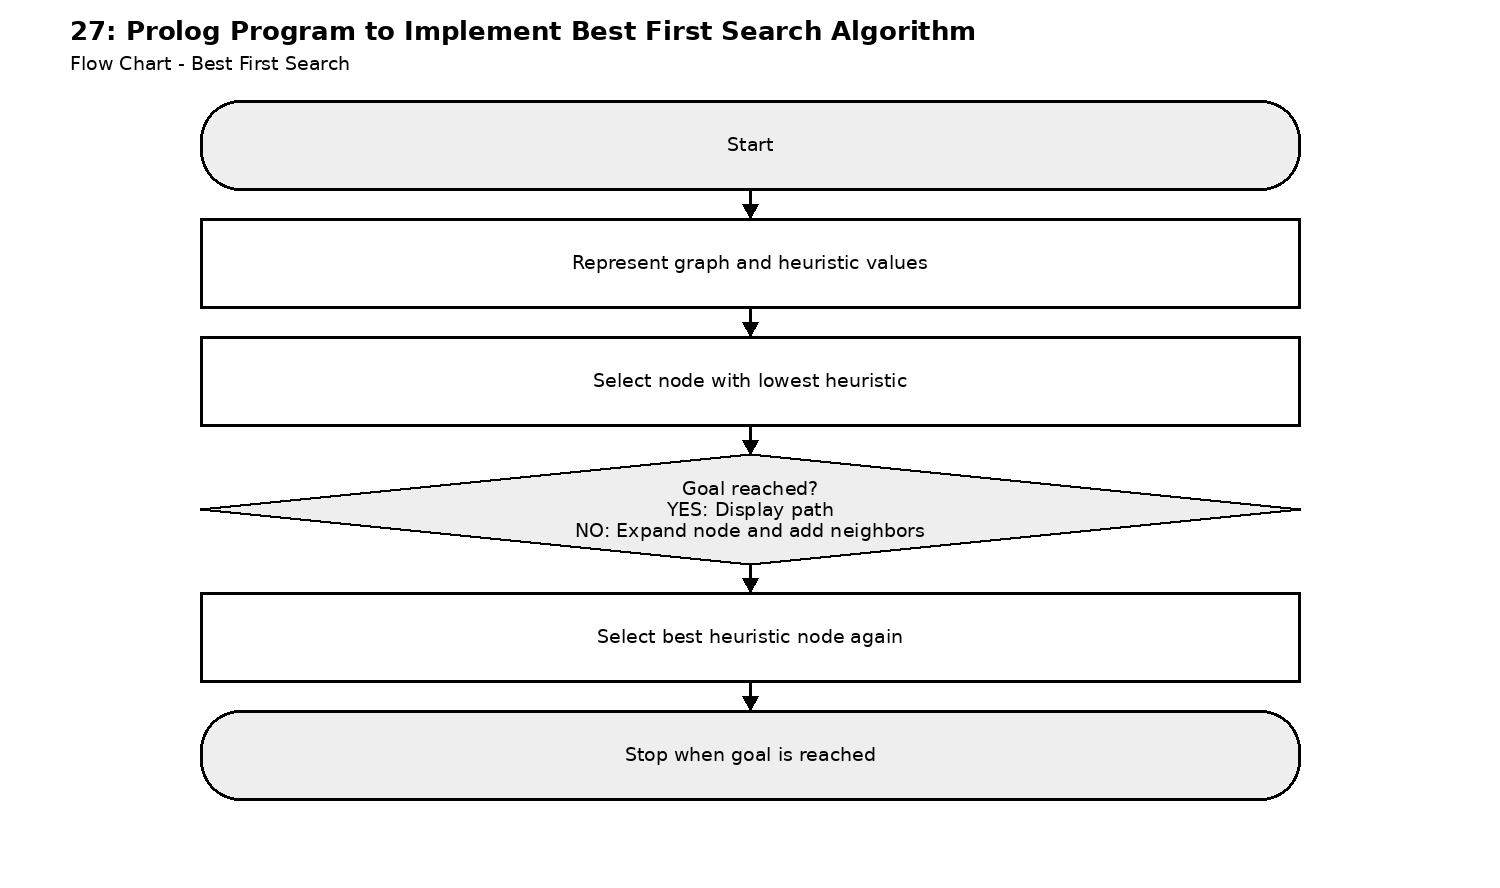 27: Prolog Program to Implement Best First Search Algorithm
Flow Chart - Best First Search
Start
Represent graph and heuristic values
Select node with lowest heuristic
Goal reached?
YES: Display path
NO: Expand node and add neighbors
Select best heuristic node again
Stop when goal is reached